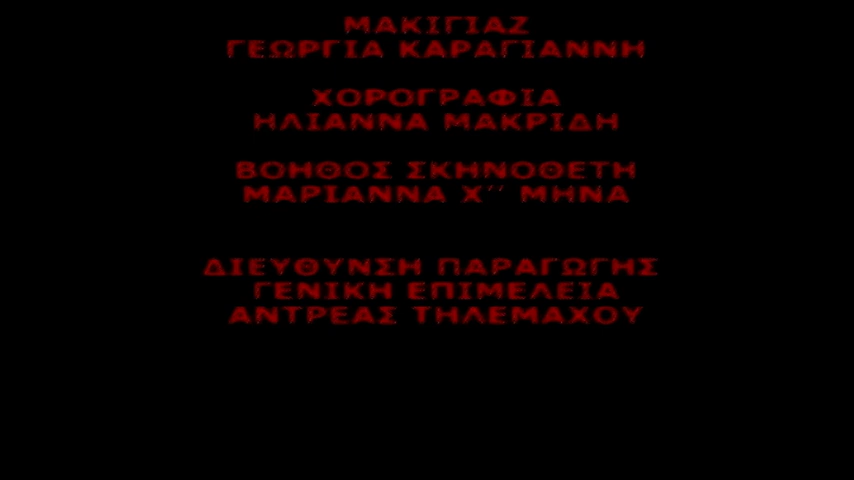 ΜΑΚΙΓΙΑΖ
ΓΕΩΡΓΙΑ ΚΑΡΑΓΙΑΝΝΗ
ΧΟΡΟΓΡΑΦΙΑ
ΗΛΙΑΝΝΑ ΜΑΚΡΙΔΗ
ΒΟΗΘΟΣ ΣΚΗΝΟΘΕΤΗ
ΜΑΡΙΑΝΝΑ Χ΄΄ ΜΗΝΑ
ΔΙΕΥΘΥΝΣΗ ΠΑΡΑΓΩΓΗΣ
ΓΕΝΙΚΗ ΕΠΙΜΕΛΕΙΑ
ΑΝΤΡΕΑΣ ΤΗΛΕΜΑΧΟΥ